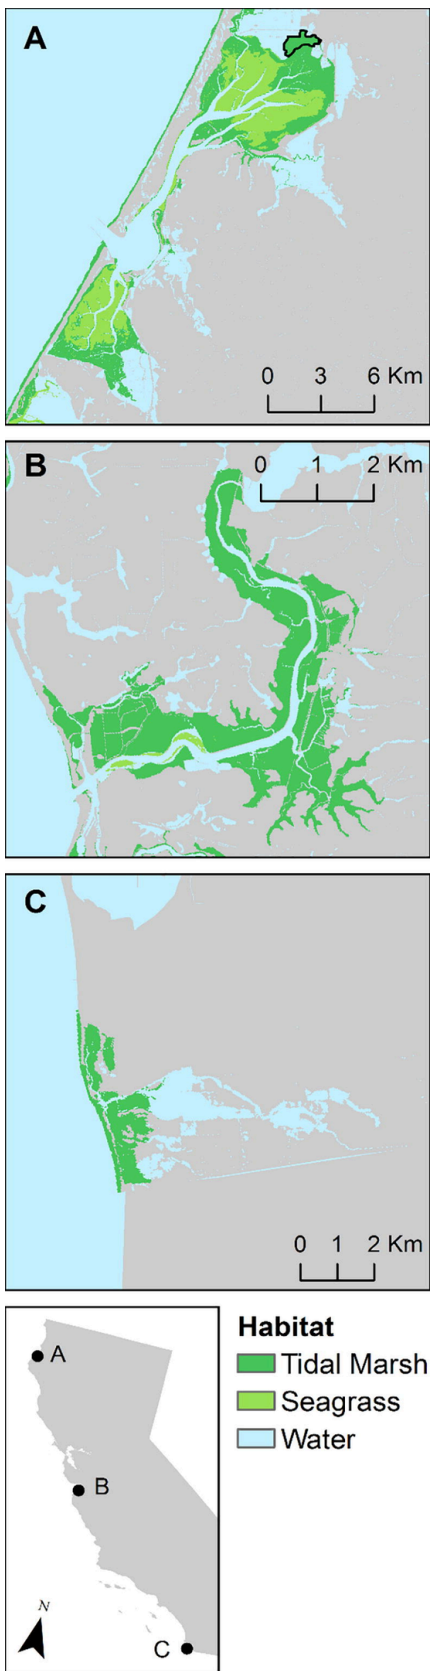 A
0 3 6 Km
B
0 1 2 Km
C
0 1 2 Km
A
B
C
N
Habitat
Tidal Marsh
Seagrass
Water